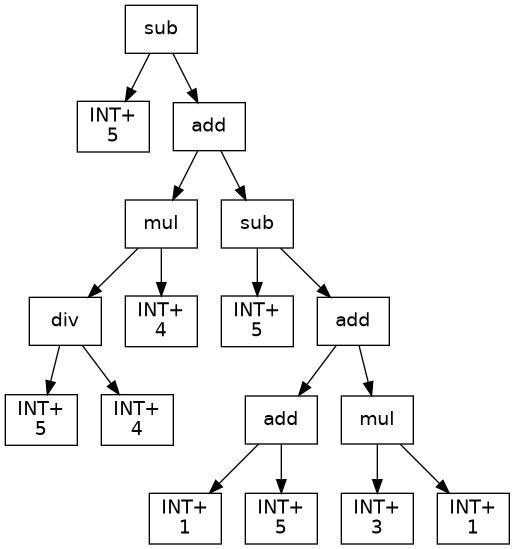 sub
INT+
5
add
mul
sub
div
INT+
4
INT+
5
add
INT+
5
INT+
4
add
mul
INT+
1
INT+
5
INT+
3
INT+
1